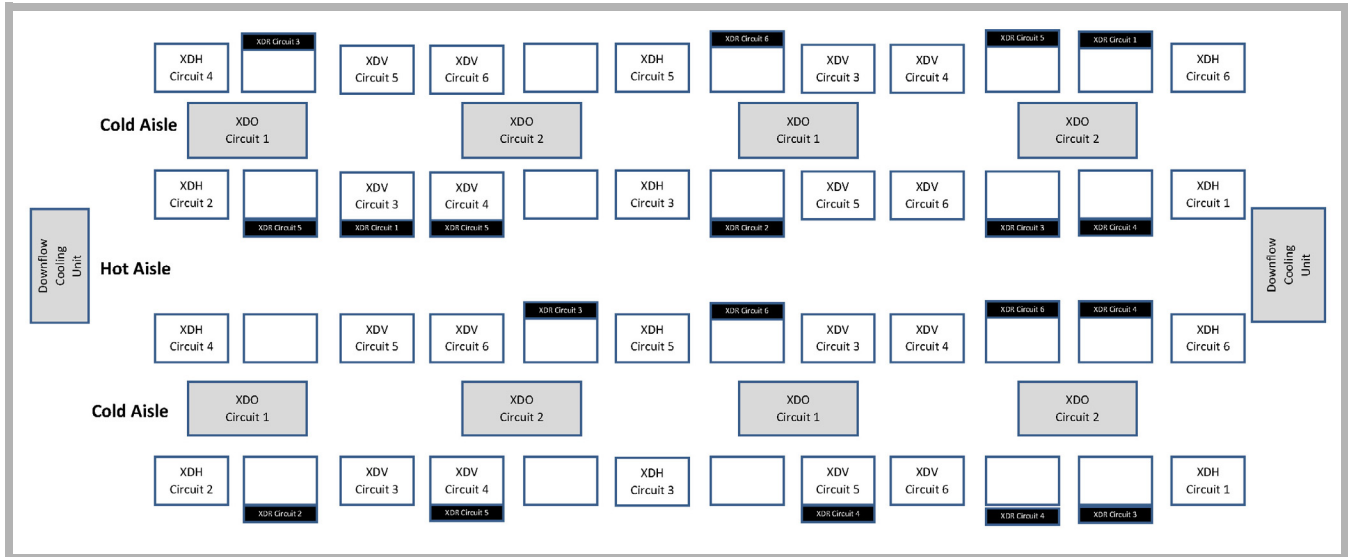 XDR Circuit 3
XDR Circuit 6
XDR Circuit 5
XDR Circuit 1
XDH
Circuit 4
XDV
Circuit 5
XDV
Circuit 6
XDH
Circuit 5
XDV
Circuit 3
XDV
Circuit 4
XDH
Circuit 6
Cold Aisle
XDO
Circuit 1
XDO
Circuit 2
XDO
Circuit 1
XDO
Circuit 2
XDH
Circuit 2
XDV
Circuit 3
XDV
Circuit 4
XDH
Circuit 3
XDV
Circuit 5
XDV
Circuit 6
XDH
Circuit 1
XDR Circuit 5
XDR Circuit 1
XDR Circuit 5
XDR Circuit 2
XDR Circuit 3
XDR Circuit 4
Downflow
Cooling
Unit
Hot Aisle
Downflow
Cooling
Unit
XDR Circuit 3
XDR Circuit 6
XDR Circuit 6
XDR Circuit 4
XDH
Circuit 4
XDV
Circuit 5
XDV
Circuit 6
XDH
Circuit 5
XDV
Circuit 3
XDV
Circuit 4
XDH
Circuit 6
Cold Aisle
XDO
Circuit 1
XDO
Circuit 2
XDO
Circuit 1
XDO
Circuit 2
XDH
Circuit 2
XDV
Circuit 3
XDV
Circuit 4
XDH
Circuit 3
XDV
Circuit 5
XDV
Circuit 6
XDH
Circuit 1
XDR Circuit 2
XDR Circuit 5
XDR Circuit 4
XDR Circuit 4
XDR Circuit 3